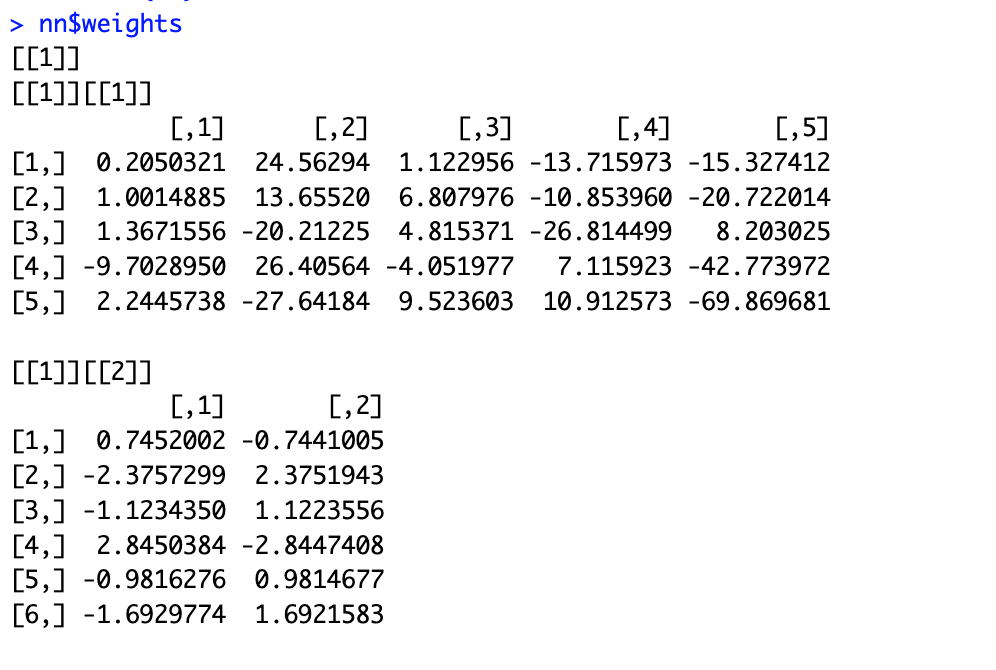 > nn$weights
[[1]]
[[1]][[1]]
           [,1]      [,2]      [,3]       [,4]       [,5]
[1,]  0.2050321  24.56294  1.122956 -13.715973 -15.327412
[2,]  1.0014885  13.65520  6.807976 -10.853960 -20.722014
[3,]  1.3671556 -20.21225  4.815371 -26.814499   8.203025
[4,] -9.7028950  26.40564 -4.051977   7.115923 -42.773972
[5,]  2.2445738 -27.64184  9.523603  10.912573 -69.869681
[[1]][[2]]
           [,1]       [,2]
[1,]  0.7452002 -0.7441005
[2,] -2.3757299  2.3751943
[3,] -1.1234350  1.1223556
[4,]  2.8450384 -2.8447408
[5,] -0.9816276  0.9814677
[6,] -1.6929774  1.6921583